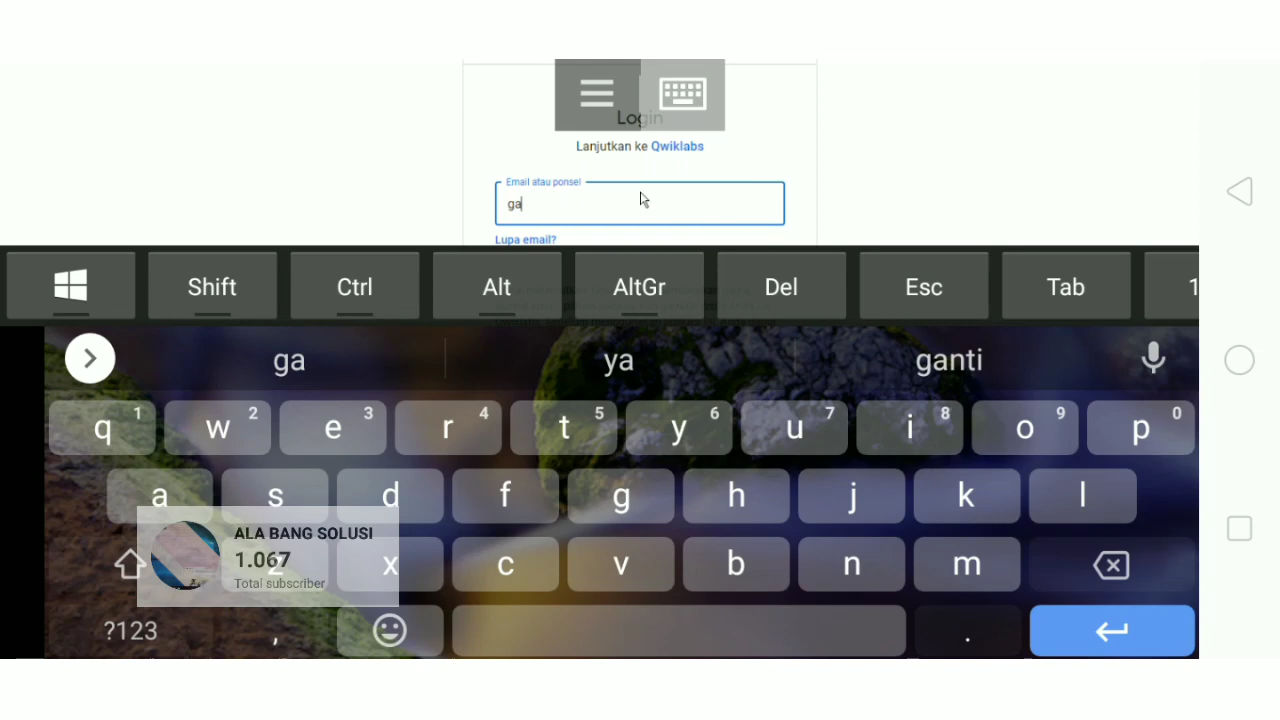 Login
Lanjutkan ke Qwiklabs
Email atau ponsel
ga
Lupa email?
Shift Ctrl Alt AltGr Del Esc Tab 1
ga ya ganti
q 1 w 2 e 3 r 4 t 5 y 6 u 7 i 8 o 9 p 0
a s d f g h j k l
z x c v b n m
ALA BANG SOLUSI
1.067
Total subscriber
?123 , .